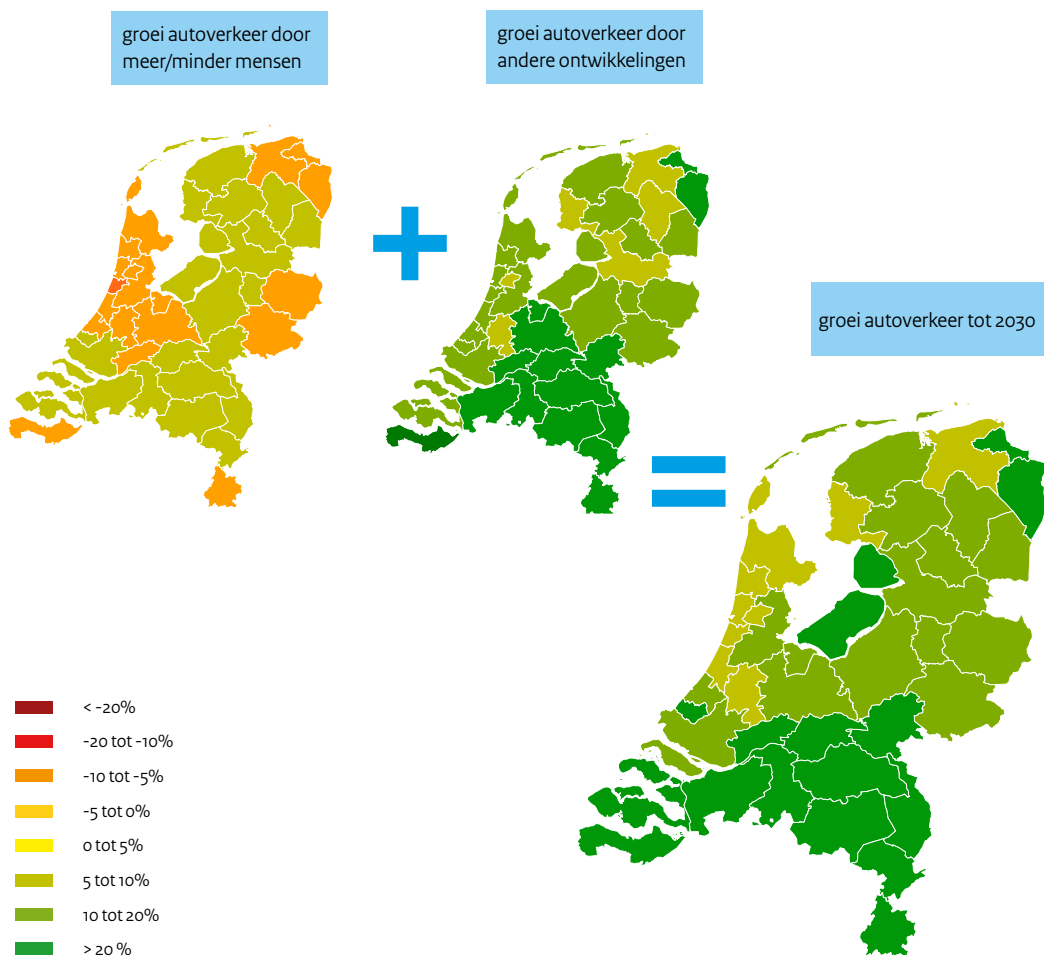 groei autoverkeer door
meer/minder mensen
groei autoverkeer door
andere ontwikkelingen
groei autoverkeer tot 2030
< -20%
-20 tot -10%
-10 tot -5%
-5 tot 0%
0 tot 5%
5 tot 10%
10 tot 20%
> 20 %